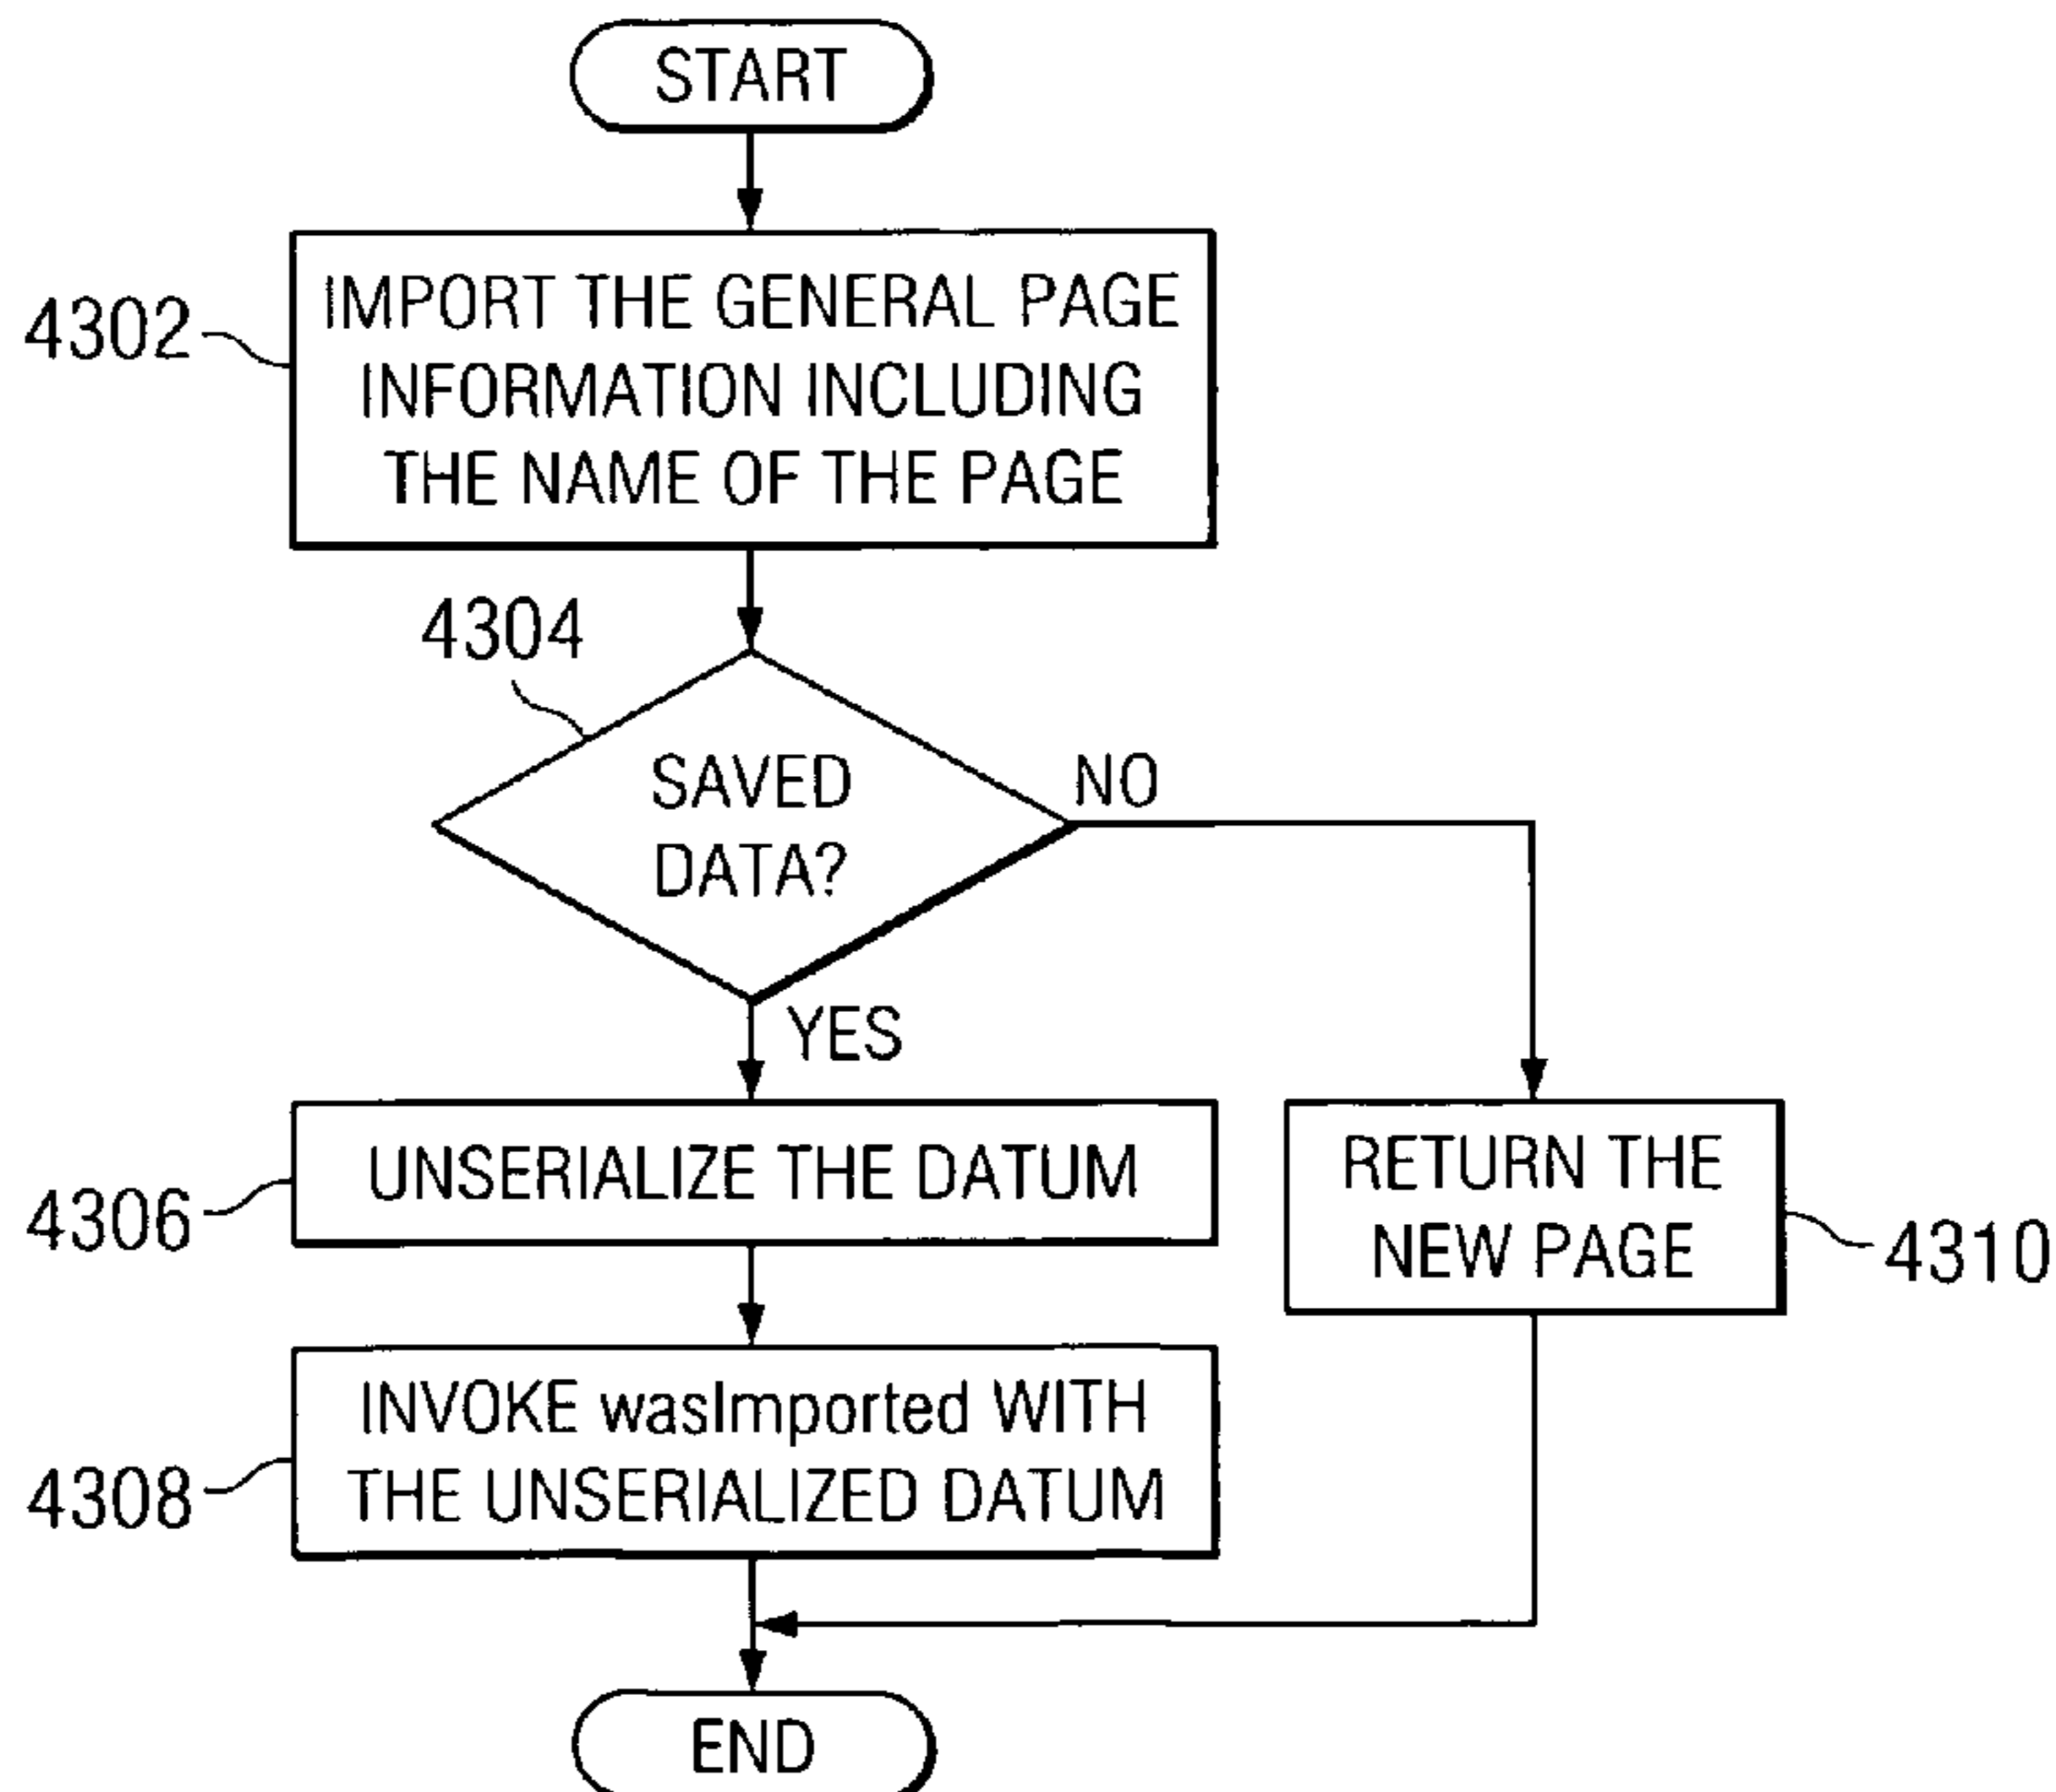 START
4302
IMPORT THE GENERAL PAGE
INFORMATION INCLUDING
THE NAME OF THE PAGE
4304
SAVED
DATA?
NO
YES
4306
UNSERIALIZE THE DATUM
RETURN THE
NEW PAGE
4310
4308
INVOKE wasImported WITH
THE UNSERIALIZED DATUM
END